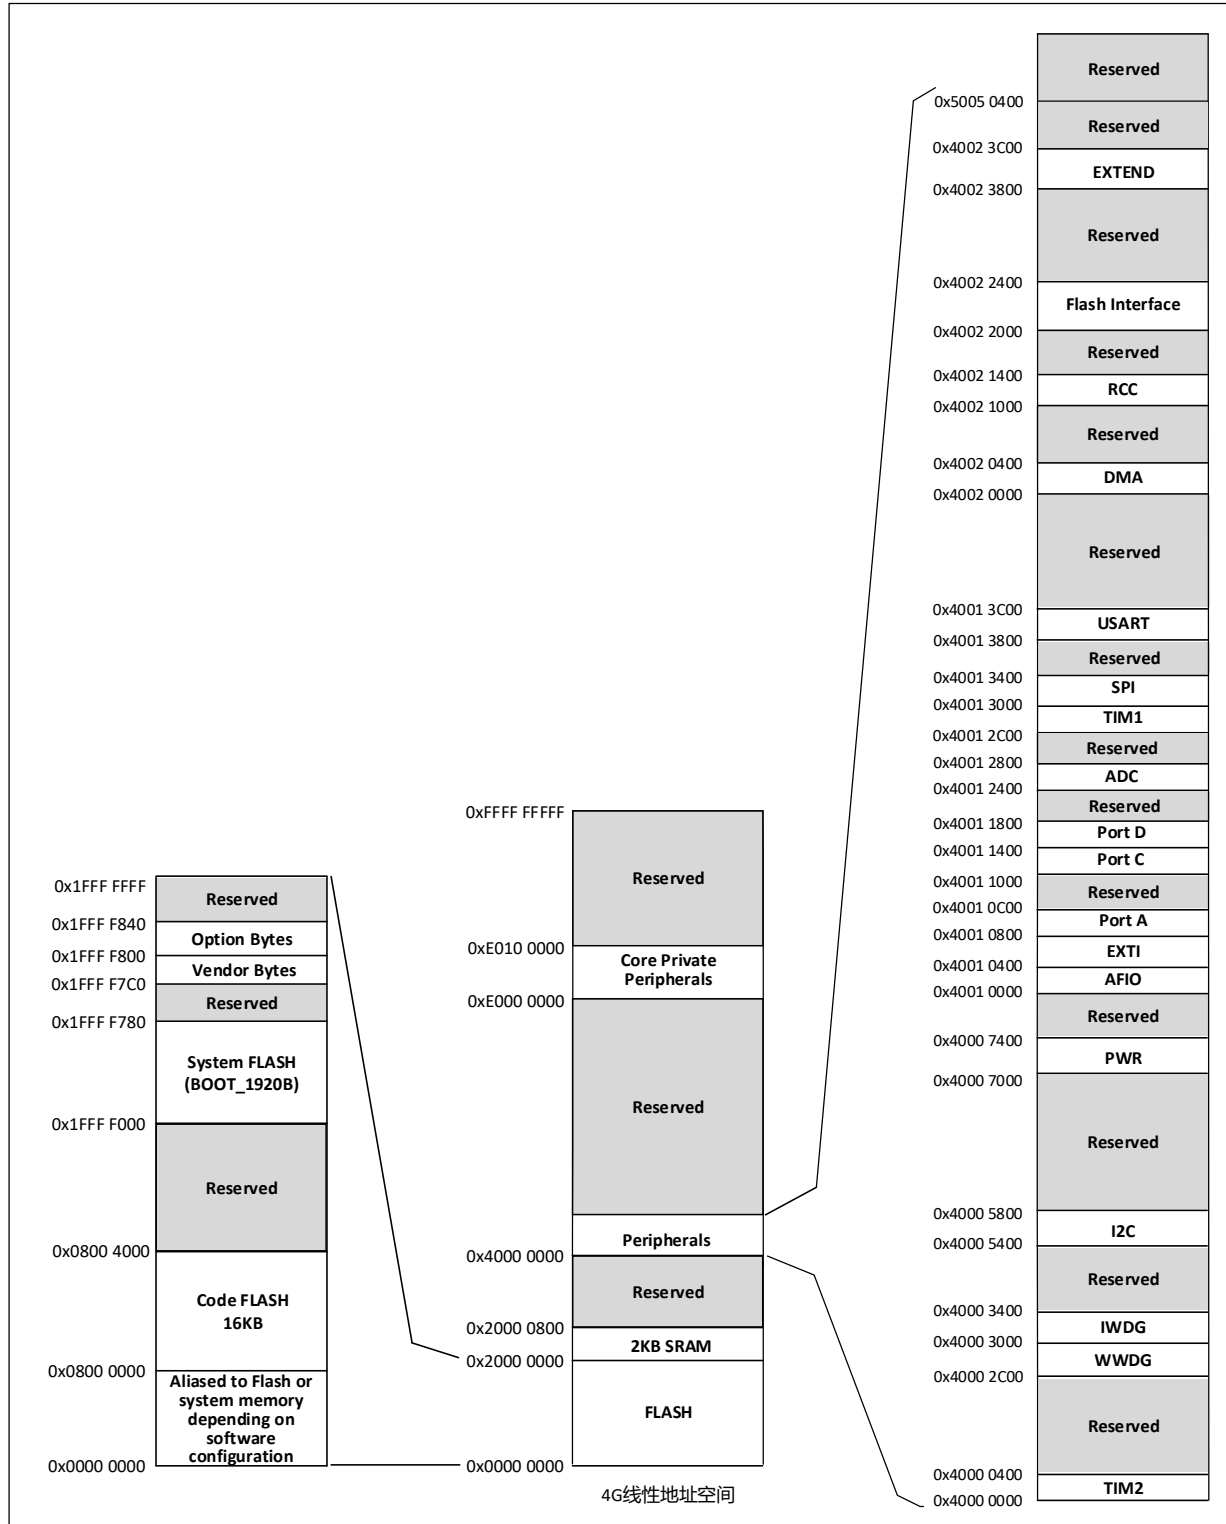 0x1FFF FFFF
Reserved
0x1FFF F840
Option Bytes
0x1FFF F800
Vendor Bytes
0x1FFF F7C0
Reserved
0x1FFF F780
System FLASH
(BOOT_1920B)
0x1FFF F000
Reserved
0x0800 4000
Code FLASH
16KB
0x0800 0000
Aliased to Flash or
system memory
depending on
software
configuration
0x0000 0000
0xFFFF FFFFF
Reserved
0xE010 0000
Core Private
Peripherals
0xE000 0000
Reserved
Peripherals
0x4000 0000
Reserved
0x2000 0800
2KB SRAM
0x2000 0000
FLASH
0x0000 0000
4G线性地址空间
Reserved
0x5005 0400
Reserved
0x4002 3C00
EXTEND
0x4002 3800
Reserved
0x4002 2400
Flash Interface
0x4002 2000
Reserved
0x4002 1400
RCC
0x4002 1000
Reserved
0x4002 0400
DMA
0x4002 0000
Reserved
0x4001 3C00
USART
0x4001 3800
Reserved
0x4001 3400
SPI
0x4001 3000
TIM1
0x4001 2C00
Reserved
0x4001 2800
ADC
0x4001 2400
Reserved
0x4001 1800
Port D
0x4001 1400
Port C
0x4001 1000
Reserved
0x4001 0C00
Port A
0x4001 0800
EXTI
0x4001 0400
AFIO
0x4001 0000
Reserved
0x4000 7400
PWR
0x4000 7000
Reserved
0x4000 5800
I2C
0x4000 5400
Reserved
0x4000 3400
IWDG
0x4000 3000
WWDG
0x4000 2C00
Reserved
0x4000 0400
TIM2
0x4000 0000